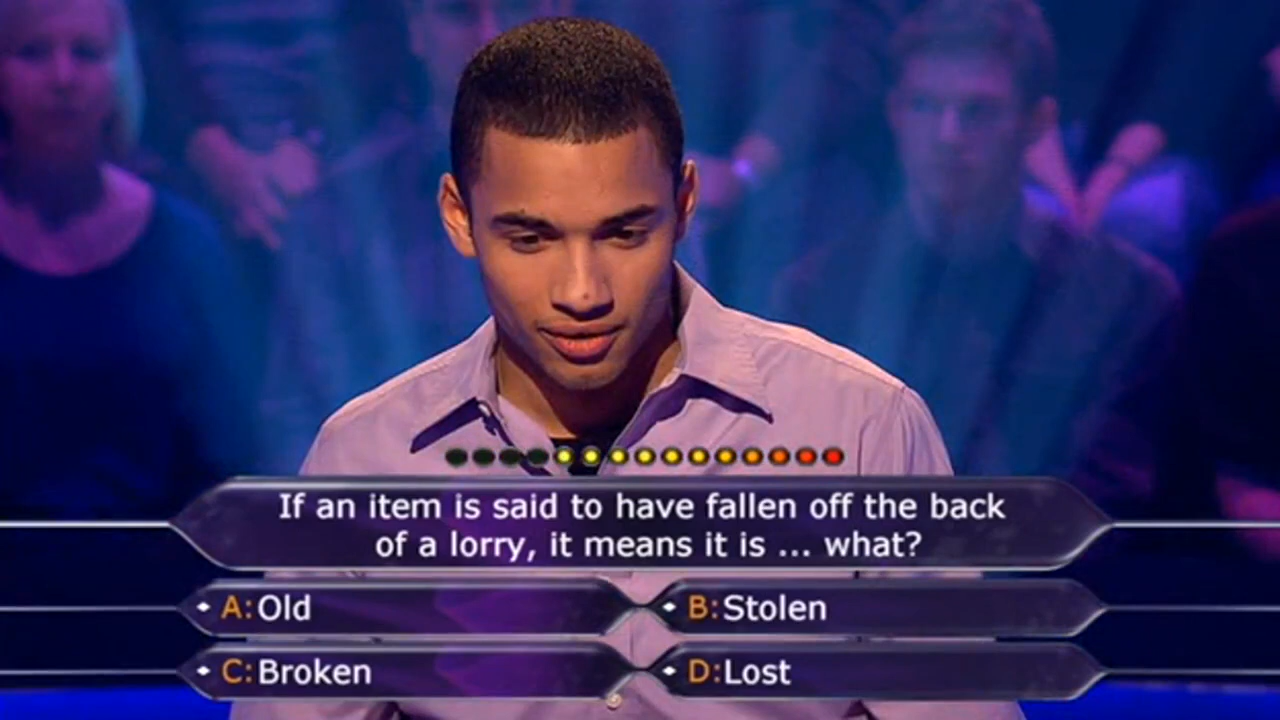 If an item is said to have fallen off the back
of a lorry, it means it is ... what?
A: Old
B: Stolen
C: Broken
D: Lost